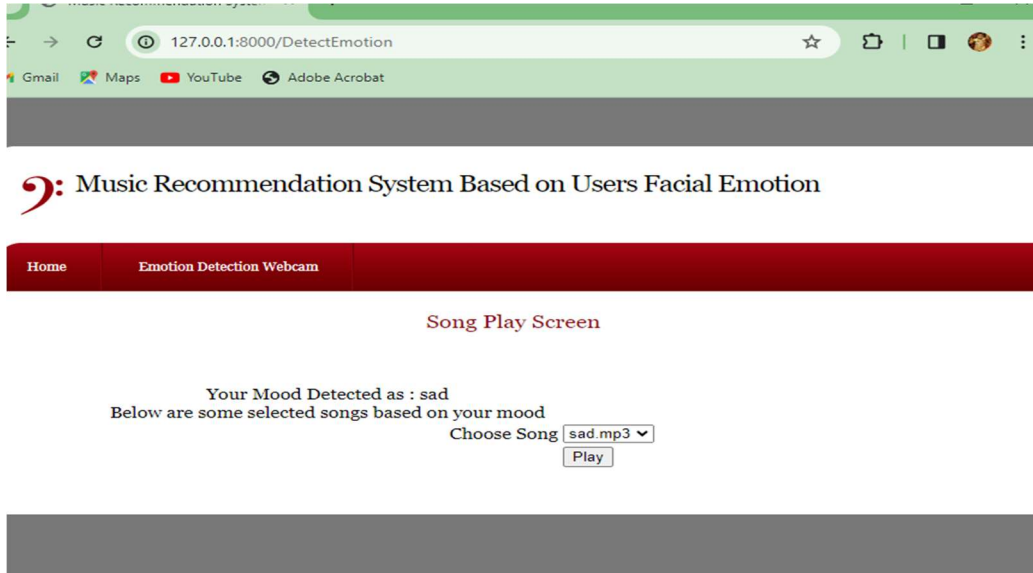 127.0.0.1:8000/DetectEmotion
Gmail Maps YouTube Adobe Acrobat
Music Recommendation System Based on Users Facial Emotion
Home Emotion Detection Webcam
Song Play Screen
Your Mood Detected as : sad
Below are some selected songs based on your mood
Choose Song sad.mp3
Play